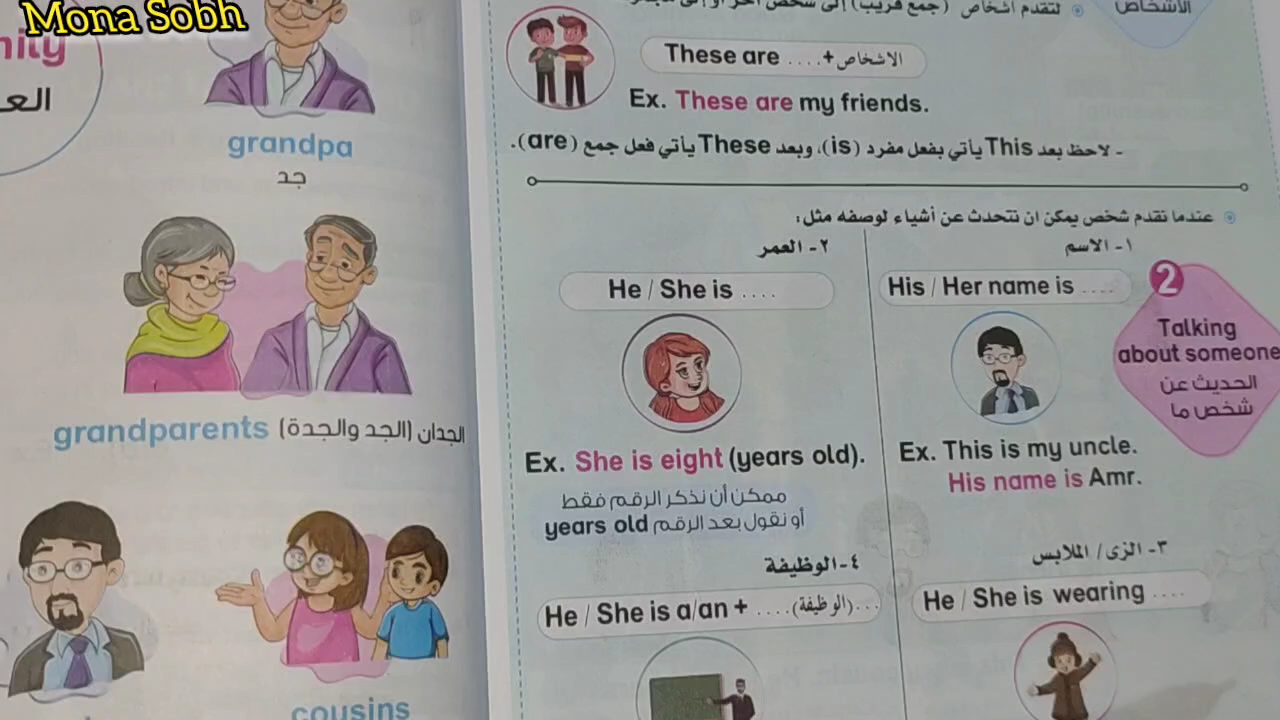 Mona Sobh
grandpa
جد
grandparents الجدان (الجد والجدة)
cousins
الأشخاص
These are ....+الاشخاص
Ex. These are my friends.
- لاحظ بعد This يأتي بفعل مفرد (is)، وبعد These يأتي فعل جمع (are).
عندما تقدم شخص يمكن ان تتحدث عن أشياء لوصفه مثل:
2
Talking
about someone
الحديث عن
شخص ما
١- الاسم
His / Her name is ....
Ex. This is my uncle.
His name is Amr.
٢- العمر
He / She is ....
Ex. She is eight (years old).
ممكن أن نذكر الرقم فقط
أو نقول بعد الرقم years old
٣- الزى/ الملابس
He / She is wearing ....
٤-الوظيفة
He / She is a/an + ....(الوظيفة)...